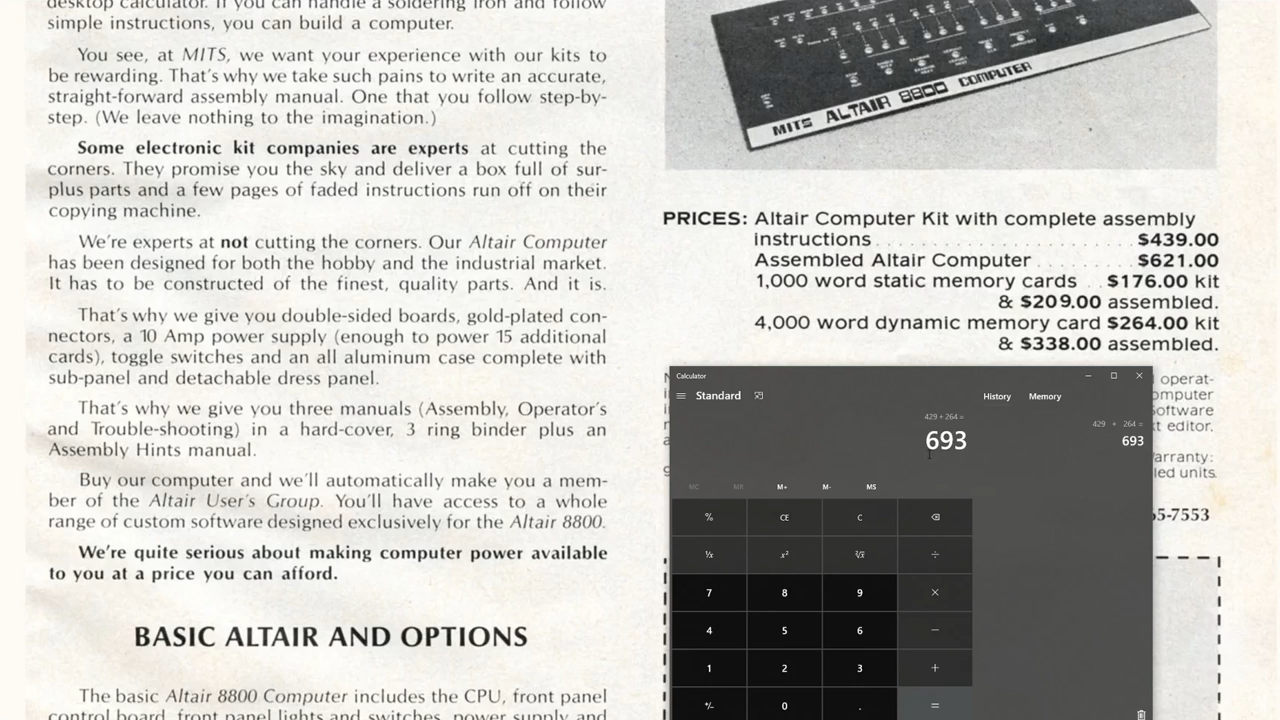 desktop calculator. If you can handle a soldering iron and follow
simple instructions, you can build a computer.
You see, at MITS, we want your experience with our kits to
be rewarding. That's why we take such pains to write an accurate,
straight-forward assembly manual. One that you follow step-by-
step. (We leave nothing to the imagination.)
Some electronic kit companies are experts at cutting the
corners. They promise you the sky and deliver a box full of sur-
plus parts and a few pages of faded instructions run off on their
copying machine.
We're experts at not cutting the corners. Our Altair Computer
has been designed for both the hobby and the industrial market.
It has to be constructed of the finest, quality parts. And it is.
That's why we give you double-sided boards, gold-plated con-
nectors, a 10 Amp power supply (enough to power 15 additional
cards), toggle switches and an all aluminum case complete with
sub-panel and detachable dress panel.
That's why we give you three manuals (Assembly, Operator's
and Trouble-shooting) in a hard-cover, 3 ring binder plus an
Assembly Hints manual.
Buy our computer and we'll automatically make you a mem-
ber of the Altair User's Group. You'll have access to a whole
range of custom software designed exclusively for the Altair 8800.
We're quite serious about making computer power available
to you at a price you can afford.
BASIC ALTAIR AND OPTIONS
The basic Altair 8800 Computer includes the CPU, front panel
control board, front panel lights and switches, power supply and
MITS ALTAIR 8800 COMPUTER
PRICES: Altair Computer Kit with complete assembly
instructions . . . . . . . . . . . . . . . . . . . . . $439.00
Assembled Altair Computer . . . . . . . . $621.00
1,000 word static memory cards . . $176.00 kit
& $209.00 assembled.
4,000 word dynamic memory card $264.00 kit
& $338.00 assembled.
operat-
omputer
oftware
xt editor.
arranty:
led units
65-7553
Calculator
Standard
History Memory
429 + 264 =
693
429 + 264 =
693
MC MR M+ M- MS
% CE C ⌫
¹/x x² ²√x ÷
7 8 9 ×
4 5 6 −
1 2 3 +
+/− 0 . =